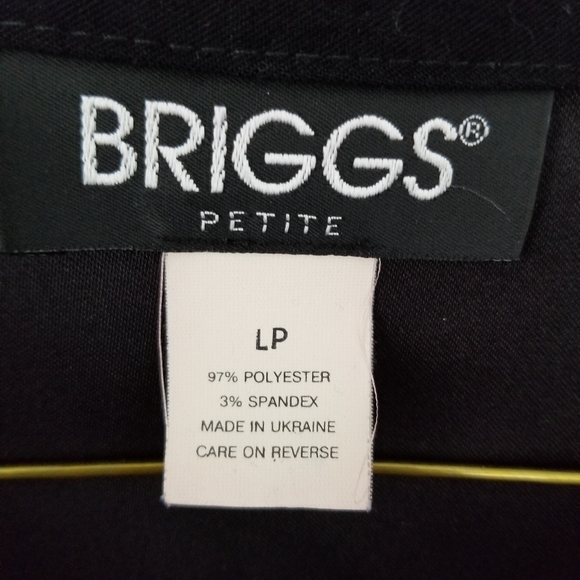 BRIGGS®
PETITE
LP
97% POLYESTER
3% SPANDEX
MADE IN UKRAINE
CARE ON REVERSE